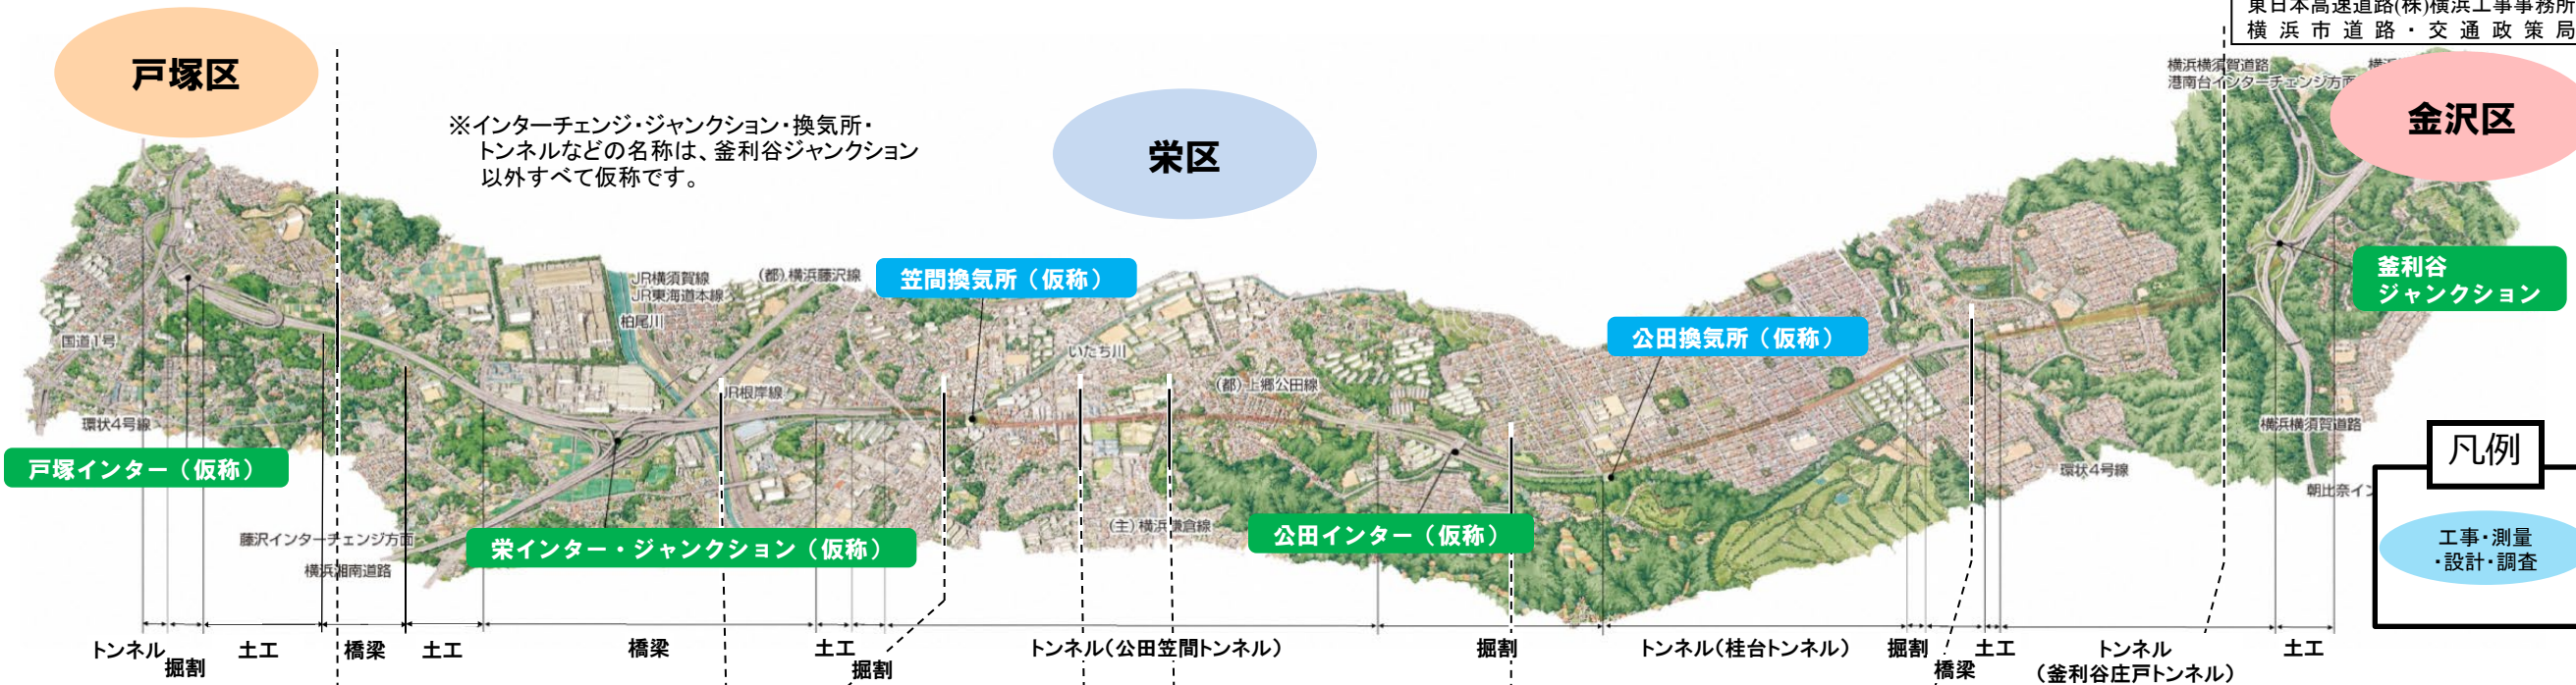 東日本高速道路(株)横浜工事事務所
横浜市道路・交通政策局
戸塚区
栄区
金沢区
※インターチェンジ・ジャンクション・換気所・
トンネルなどの名称は、釜利谷ジャンクション
以外すべて仮称です。
横浜横須賀道路
港南台インターチェンジ方面
JR横須賀線
JR東海道本線
(都)横浜藤沢線
柏尾川
笠間換気所（仮称）
いたち川
公田換気所（仮称）
釜利谷
ジャンクション
国道1号
環状4号線
JR根岸線
(都)上郷公田線
横浜横須賀道路
環状4号線
朝比奈イン
戸塚インター（仮称）
藤沢インターチェンジ方面
横浜湘南道路
栄インター・ジャンクション（仮称）
(主)横浜鎌倉線
公田インター（仮称）
凡例
工事・測量
・設計・調査
トンネル
掘割
土工
橋梁
土工
橋梁
土工
掘割
トンネル(公田笠間トンネル)
掘割
トンネル(桂台トンネル)
掘割
橋梁
土工
トンネル
(釜利谷庄戸トンネル)
土工